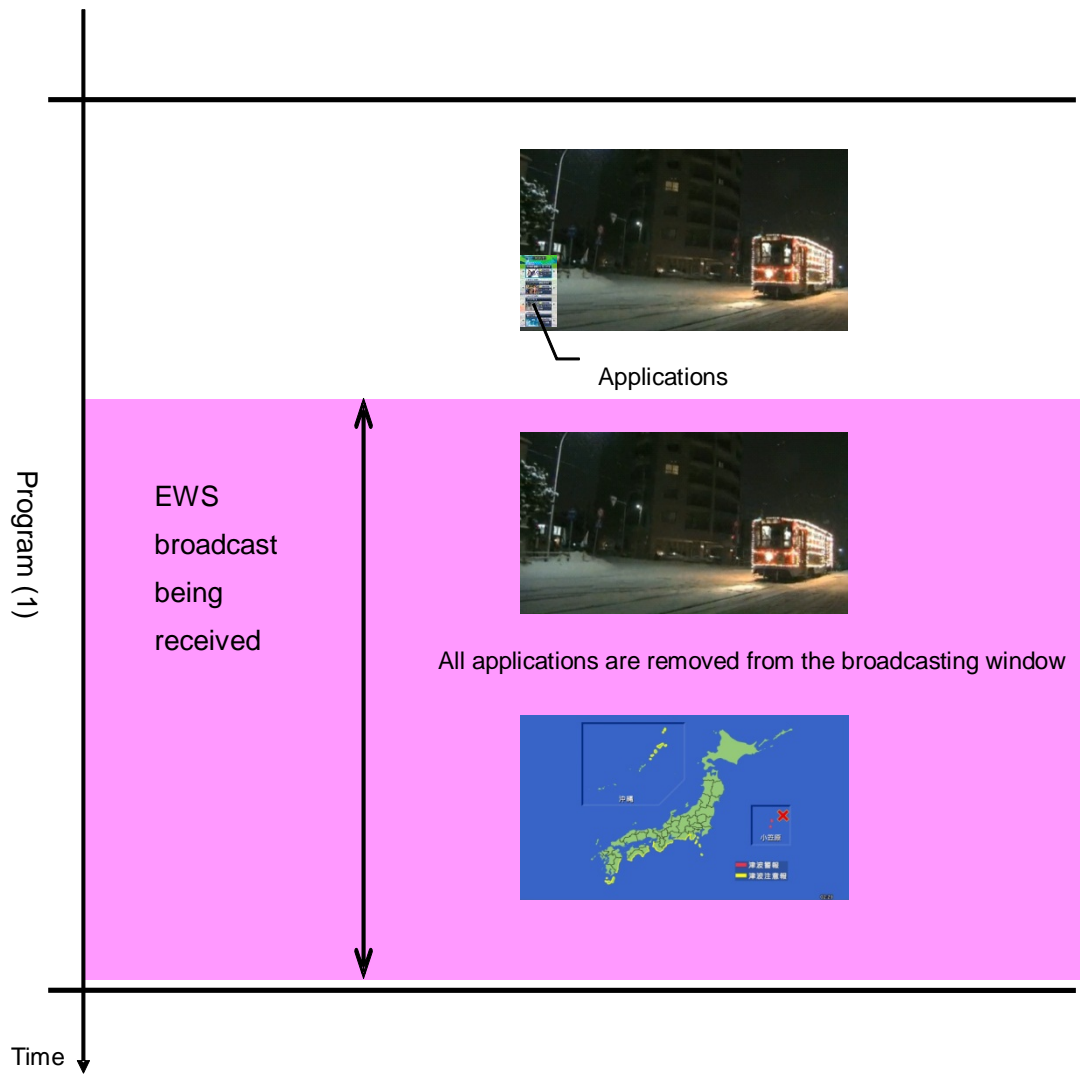 Applications
Program (1)
EWS
broadcast
being
received
All applications are removed from the broadcasting window
沖縄
小笠原
津波警報
津波注意報
Time